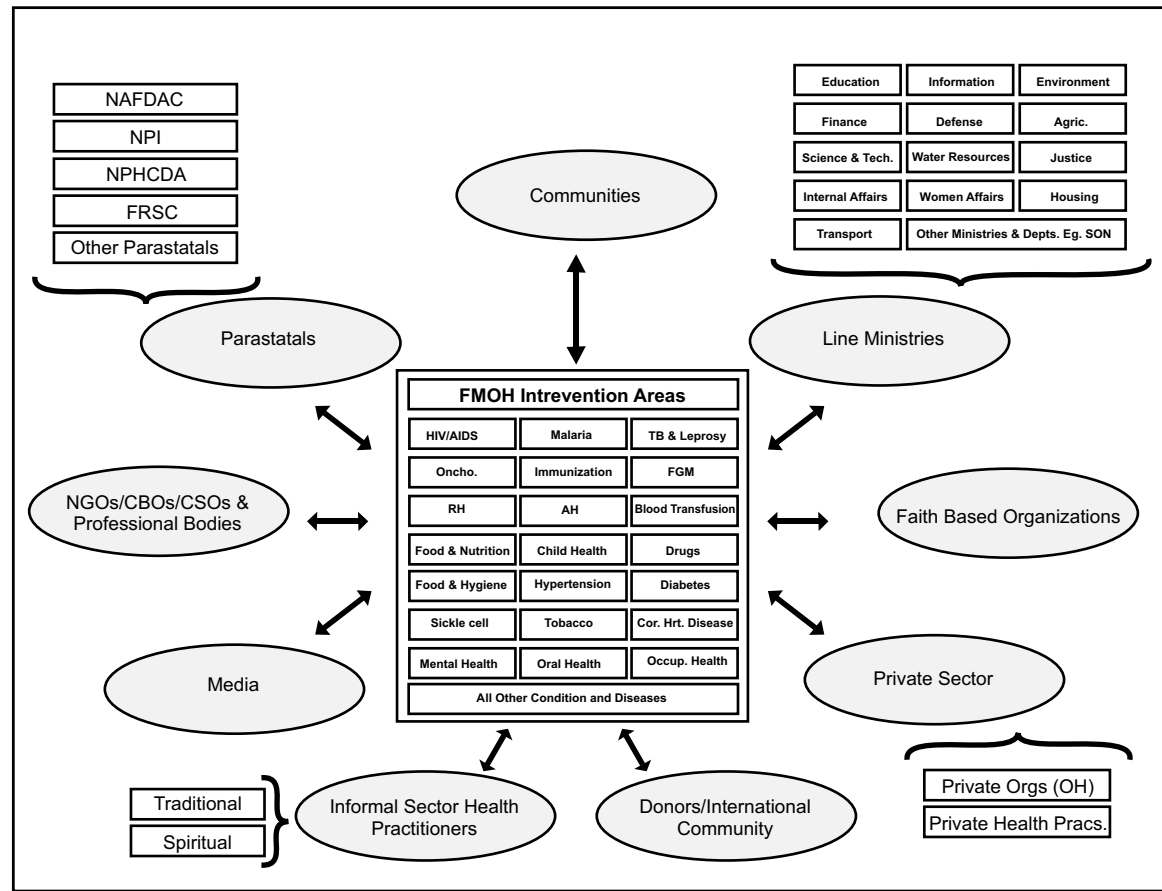 NAFDAC
NPI
NPHCDA
FRSC
Other Parastatals
Education
Information
Environment
Finance
Defense
Agric.
Science & Tech.
Water Resources
Justice
Internal Affairs
Women Affairs
Housing
Transport
Other Ministries & Depts. Eg. SON
Communities
Parastatals
Line Ministries
FMOH Intrevention Areas
HIV/AIDS
Malaria
TB & Leprosy
Oncho.
Immunization
FGM
RH
AH
Blood Transfusion
Food & Nutrition
Child Health
Drugs
Food & Hygiene
Hypertension
Diabetes
Sickle cell
Tobacco
Cor. Hrt. Disease
Mental Health
Oral Health
Occup. Health
All Other Condition and Diseases
NGOs/CBOs/CSOs &
Professional Bodies
Faith Based Organizations
Media
Private Sector
Traditional
Spiritual
Informal Sector Health
Practitioners
Donors/International
Community
Private Orgs (OH)
Private Health Pracs.